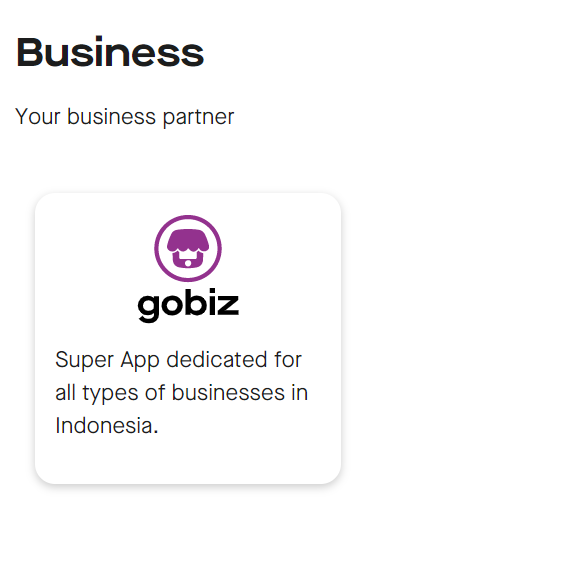 Business
Your business partner
gobiz
Super App dedicated for
all types of businesses in
Indonesia.